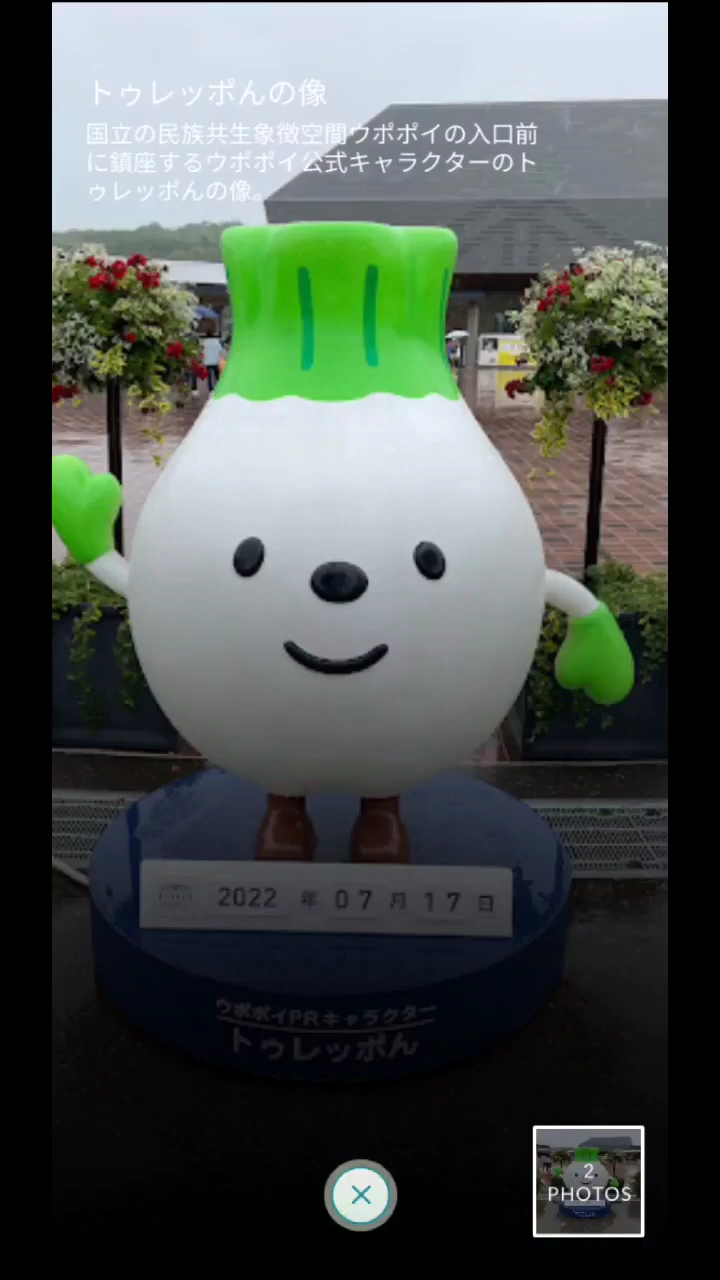 トゥレッポんの像
国立の民族共生象徴空間ウポポイの入口前
に鎮座するウポポイ公式キャラクターのト
ゥレッポんの像。
2022 年 07 月 17 日
ウポポイPRキャラクター
トゥレッポん
2
PHOTOS